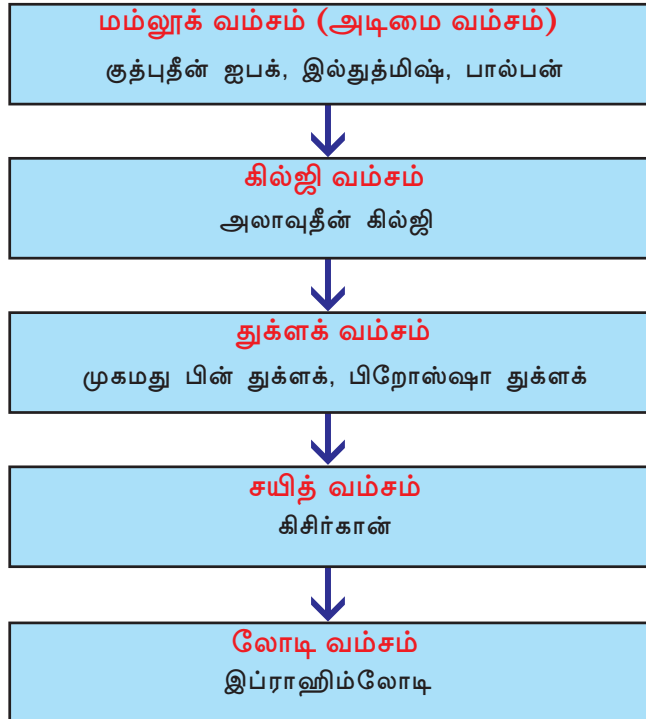 மம்லூக் வம்சம் (அடிமை வம்சம்)
குத்புதீன் ஐபக், இல்துத்மிஷ், பால்பன்
கில்ஜி வம்சம்
அலாவுதீன் கில்ஜி
துக்ளக் வம்சம்
முகமது பின் துக்ளக், பிறோஸ்ஷா துக்ளக்
சயித் வம்சம்
கிசிர்கான்
லோடி வம்சம்
இப்ராஹிம்லோடி